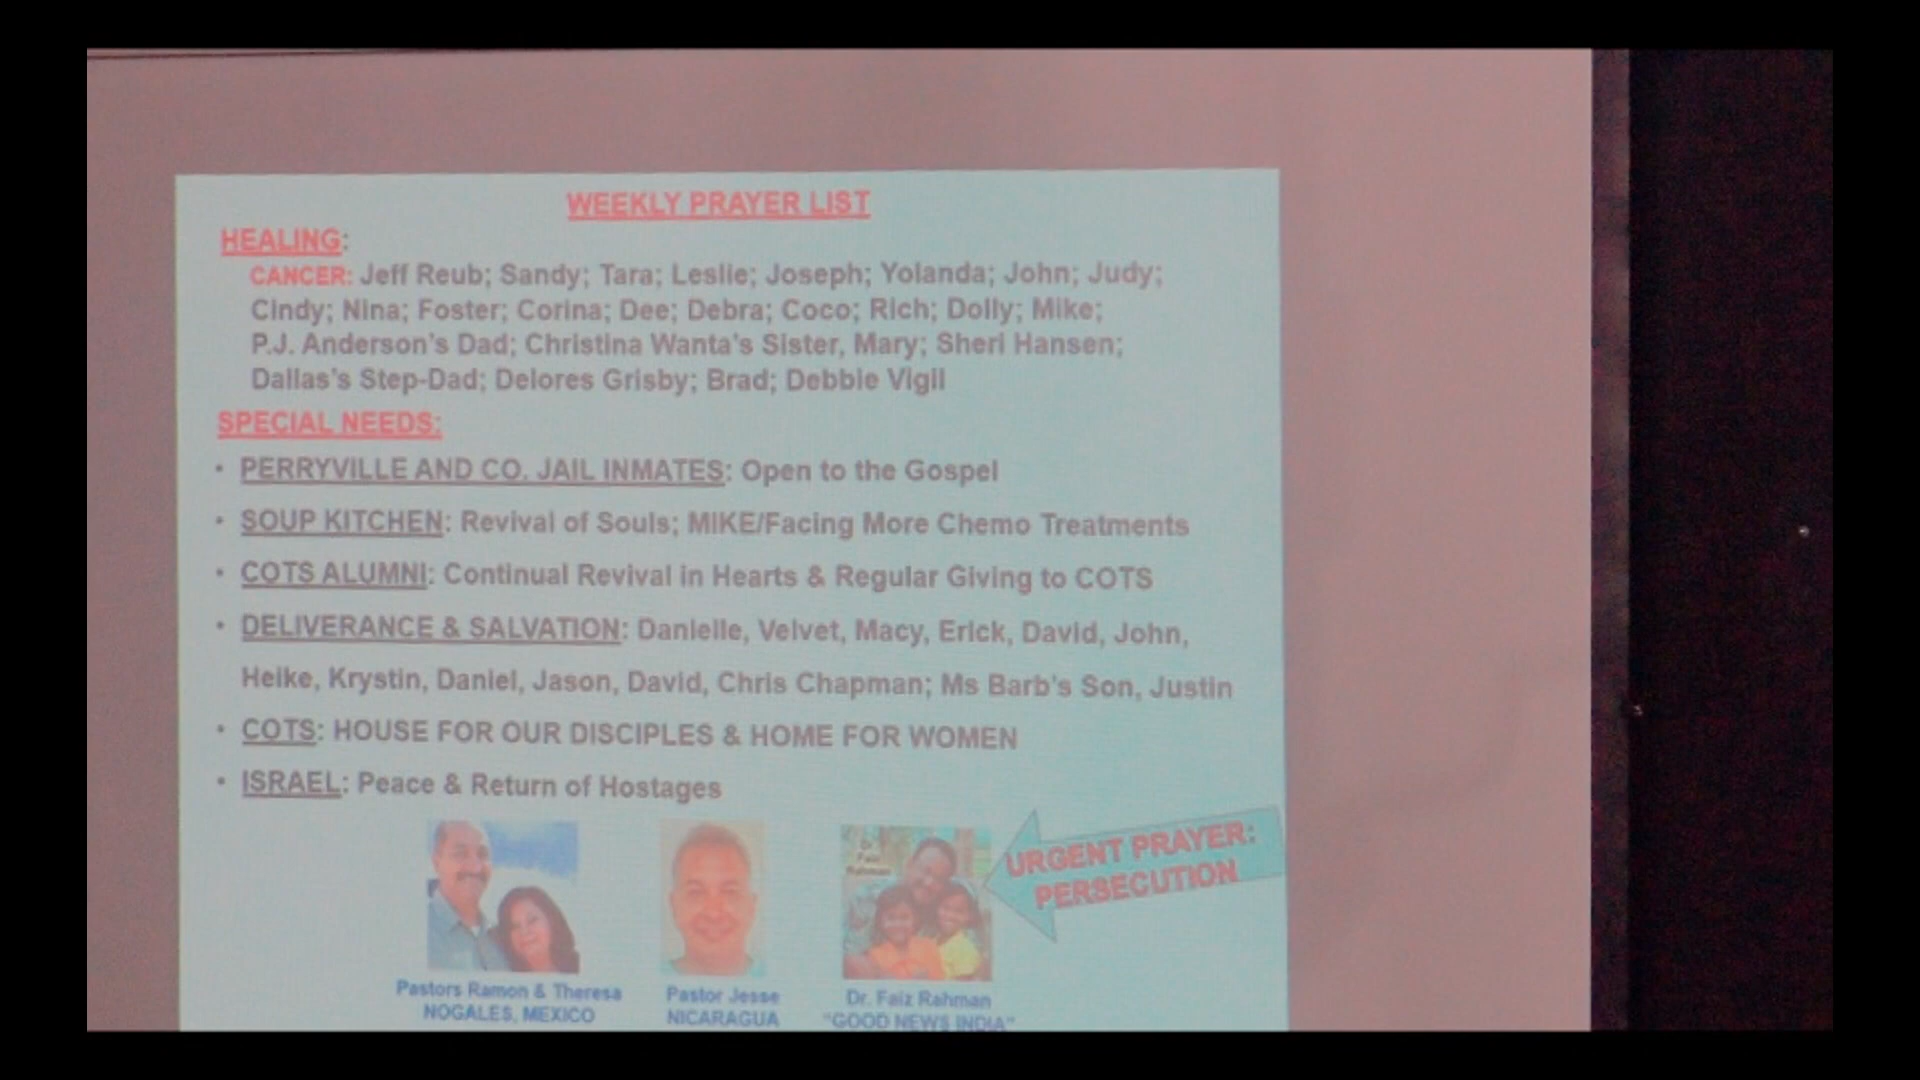 WEEKLY PRAYER LIST
HEALING:
CANCER: Jeff Reub; Sandy; Tara; Leslie; Joseph; Yolanda; John; Judy;
Cindy; Nina; Foster; Corina; Dee; Debra; Coco; Rich; Dolly; Mike;
P.J. Anderson's Dad; Christina Wanta's Sister, Mary; Sheri Hansen;
Dallas's Step-Dad; Delores Grisby; Brad; Debbie Vigil
SPECIAL NEEDS:
• PERRYVILLE AND CO. JAIL INMATES: Open to the Gospel
• SOUP KITCHEN: Revival of Souls; MIKE/Facing More Chemo Treatments
• COTS ALUMNI: Continual Revival in Hearts & Regular Giving to COTS
• DELIVERANCE & SALVATION: Danielle, Velvet, Macy, Erick, David, John,
Heike, Krystin, Daniel, Jason, David, Chris Chapman; Ms Barb's Son, Justin
• COTS: HOUSE FOR OUR DISCIPLES & HOME FOR WOMEN
• ISRAEL: Peace & Return of Hostages
URGENT PRAYER:
PERSECUTION
Dr
Faiz
Rahman
Pastors Ramon & Theresa
NOGALES, MEXICO
Pastor Jesse
NICARAGUA
Dr. Faiz Rahman
"GOOD NEWS INDIA"